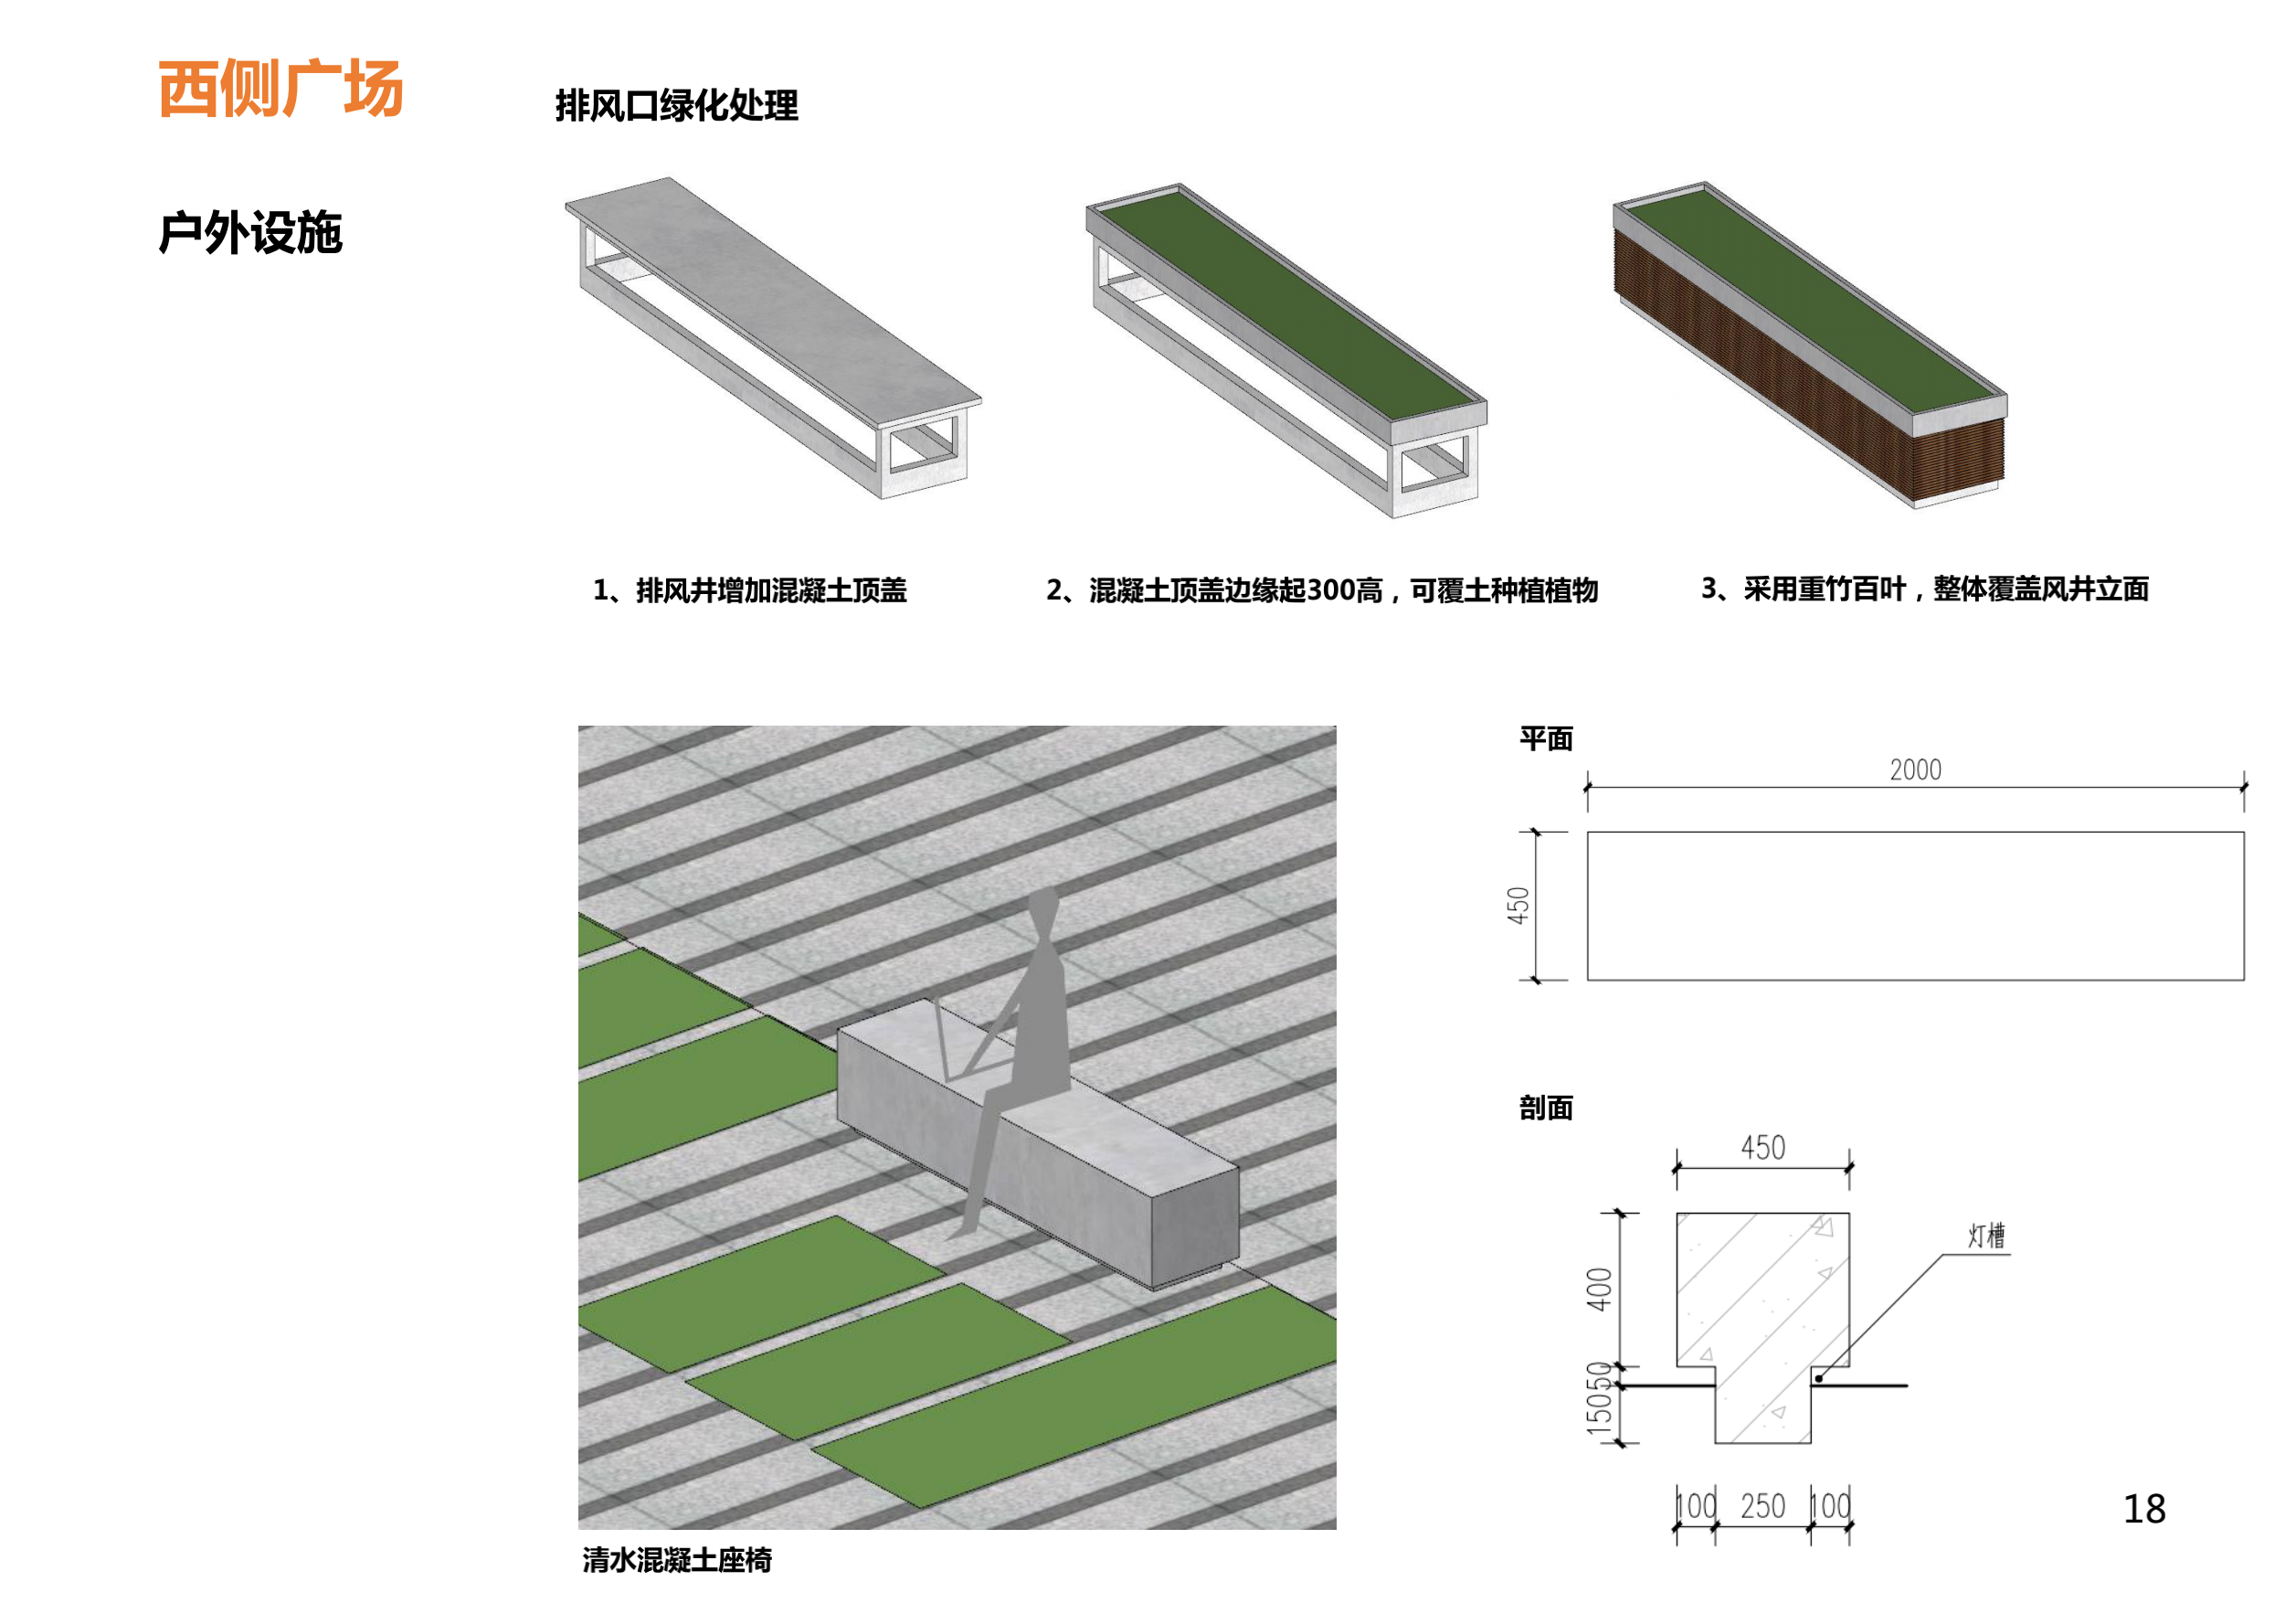 西侧广场
户外设施
排风口绿化处理
1、排风井增加混凝土顶盖
2、混凝土顶盖边缘起300高，可覆土种植植物
3、采用重竹百叶，整体覆盖风井立面
平面
2000
450
剖面
450
400
50
150
灯槽
100
250
100
清水混凝土座椅
18